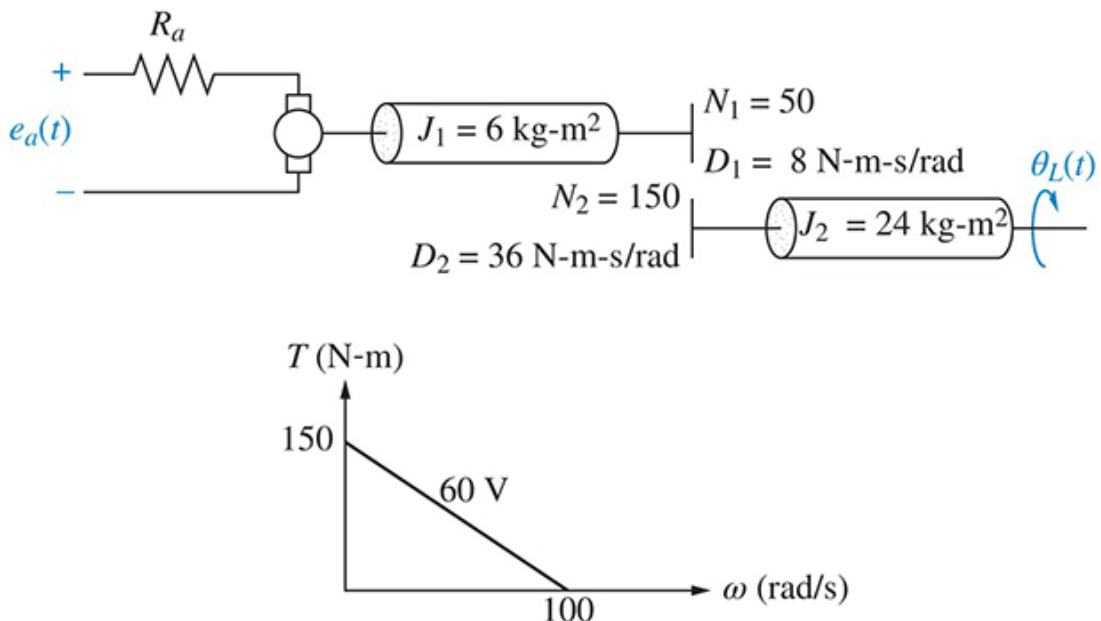 Rₐ
+
eₐ(t)
−
J₁ = 6 kg-m²
N₁ = 50
D₁ = 8 N-m-s/rad
θ_L(t)
N₂ = 150
D₂ = 36 N-m-s/rad
J₂ = 24 kg-m²
T (N-m)
150
60 V
100
ω (rad/s)